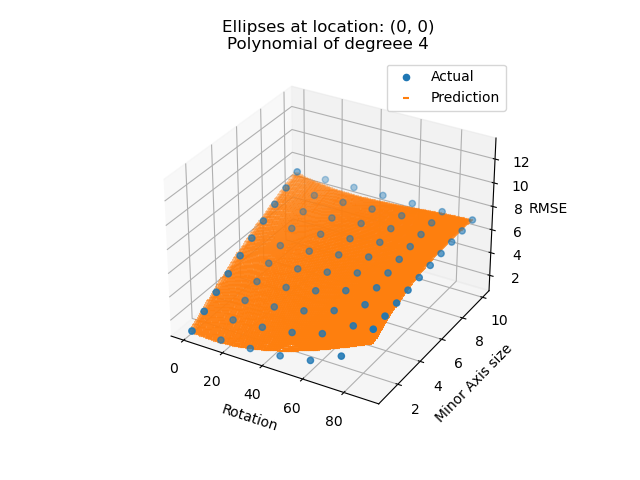 Ellipses at location: (0, 0)
Polynomial of degreee 4
Actual
Prediction
12
10
8
6
4
2
RMSE
10
8
6
4
2
Minor Axis size
0
20
40
60
80
Rotation